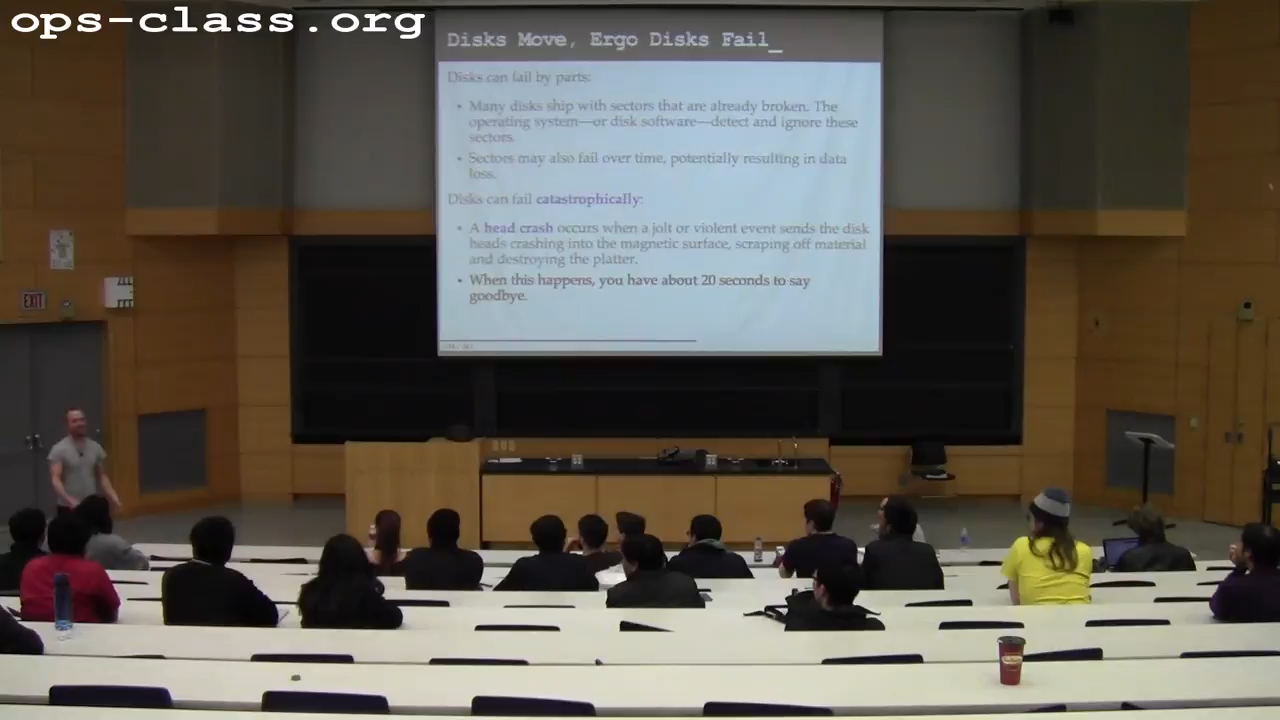 ops-class.org
Disks Move, Ergo Disks Fail_
Disks can fail by parts:
• Many disks ship with sectors that are already broken. The
operating system—or disk software—detect and ignore these
sectors.
• Sectors may also fail over time, potentially resulting in data
loss.
Disks can fail catastrophically:
• A head crash occurs when a jolt or violent event sends the disk
heads crashing into the magnetic surface, scraping off material
and destroying the platter.
• When this happens, you have about 20 seconds to say
goodbye.
EXIT